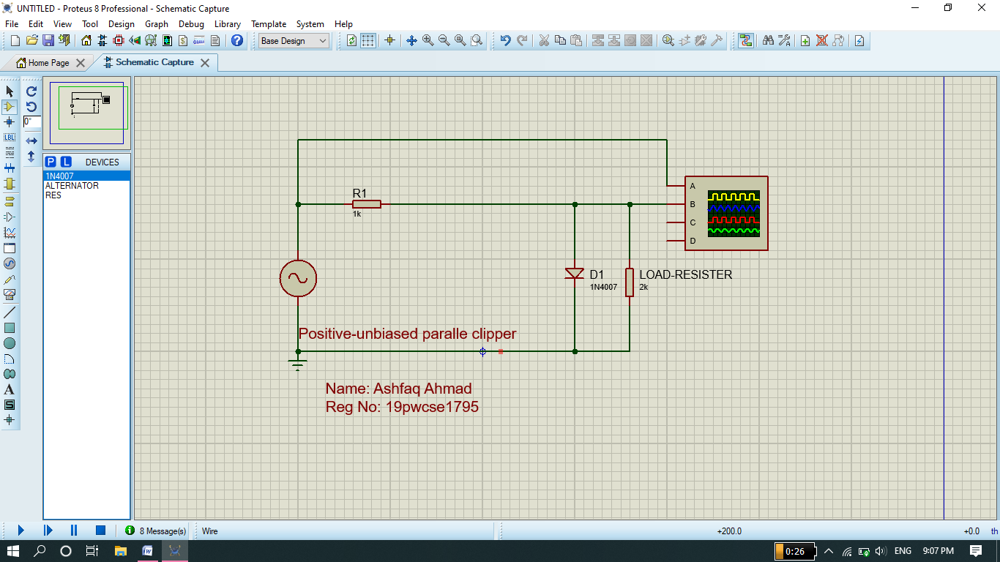 UNTITLED - Proteus 8 Professional - Schematic Capture
File Edit View Tool Design Graph Debug Library Template System Help
Base Design
Home Page
Schematic Capture
0°
LBL
P L DEVICES
1N4007
ALTERNATOR
RES
A
S
R1
1k
A
B
C
D
D1
1N4007
LOAD-RESISTER
2k
Positive-unbiased paralle clipper
Name: Ashfaq Ahmad
Reg No: 19pwcse1795
8 Message(s)
Wire
+200.0
+0.0
th
0:26
ENG
9:07 PM